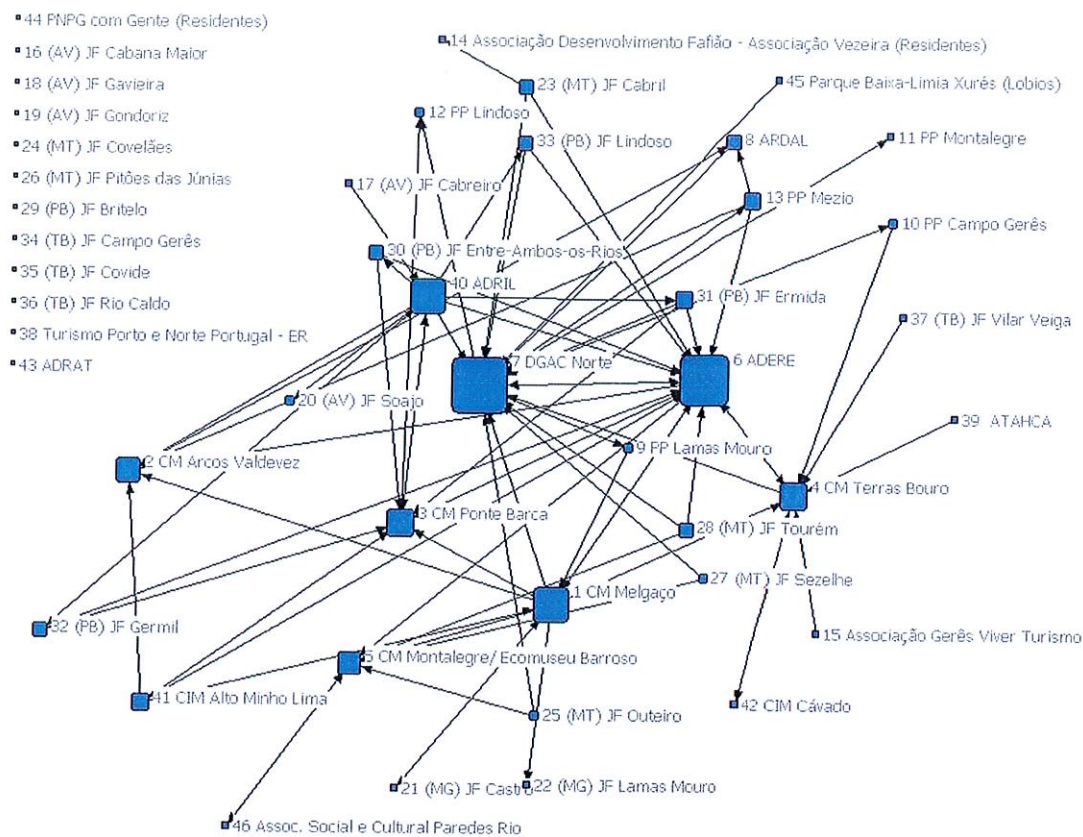 44 PNPG com Gente (Residentes)
16 (AV) JF Cabana Maior
18 (AV) JF Gavieira
19 (AV) JF Gondoriz
24 (MT) JF Covelães
26 (MT) JF Pitões das Júnias
29 (PB) JF Britelo
34 (TB) JF Campo Gerês
35 (TB) JF Covide
36 (TB) JF Rio Caldo
38 Turismo Porto e Norte Portugal - ER
43 ADRAT
14 Associação Desenvolvimento Fafião - Associação Vezeira (Residentes)
23 (MT) JF Cabril
45 Parque Baixa-Limia Xurés (Lobios)
12 PP Lindoso
33 (PB) JF Lindoso
8 ARDAL
11 PP Montalegre
17 (AV) JF Cabreiro
13 PP Mezio
10 PP Campo Gerês
30 (PB) JF Entre-Ambos-os-Rios
40 ADRIL
31 (PB) JF Ermida
37 (TB) JF Vilar Veiga
7 DGAC Norte
6 ADERE
20 (AV) JF Soajo
39 ATAHCA
9 PP Lamas Mouro
2 CM Arcos Valdevez
4 CM Terras Bouro
3 CM Ponte Barca
28 (MT) JF Tourém
27 (MT) JF Sezelhe
1 CM Melgaço
32 (PB) JF Germil
15 Associação Gerês Viver Turismo
5 CM Montalegre/ Ecomuseu Barroso
41 CIM Alto Minho Lima
42 CIM Cávado
25 (MT) JF Outeiro
21 (MG) JF Castro
22 (MG) JF Lamas Mouro
46 Assoc. Social e Cultural Paredes Rio